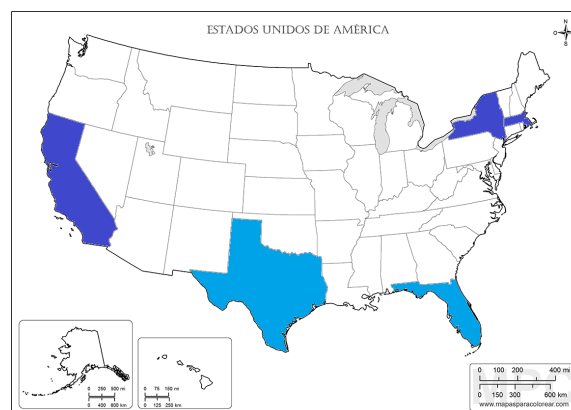 ESTADOS UNIDOS DE AMÉRICA
N
O
E
S
0 250 500 mi
0 400 800 km
0 75 150 mi
0 125 250 km
0 100 200 400 mi
0 150 300 600 km
www.mapasparacolorear.com